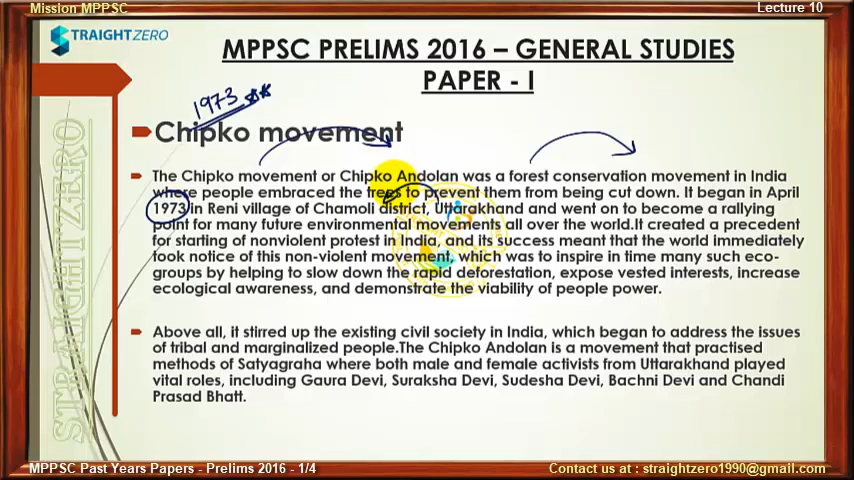 Mission MPPSC
Lecture 10
STRAIGHTZERO
MPPSC PRELIMS 2016 – GENERAL STUDIES
PAPER - I
1973
Chipko movement
The Chipko movement or Chipko Andolan was a forest conservation movement in India
where people embraced the trees to prevent them from being cut down. It began in April
1973 in Reni village of Chamoli district, Uttarakhand and went on to become a rallying
point for many future environmental movements all over the world.It created a precedent
for starting of nonviolent protest in India, and its success meant that the world immediately
took notice of this non-violent movement, which was to inspire in time many such eco-
groups by helping to slow down the rapid deforestation, expose vested interests, increase
ecological awareness, and demonstrate the viability of people power.
Above all, it stirred up the existing civil society in India, which began to address the issues
of tribal and marginalized people.The Chipko Andolan is a movement that practised
methods of Satyagraha where both male and female activists from Uttarakhand played
vital roles, including Gaura Devi, Suraksha Devi, Sudesha Devi, Bachni Devi and Chandi
Prasad Bhatt.
STRAIGHTZERO
MPPSC Past Years Papers - Prelims 2016 - 1/4
Contact us at : straightzero1990@gmail.com